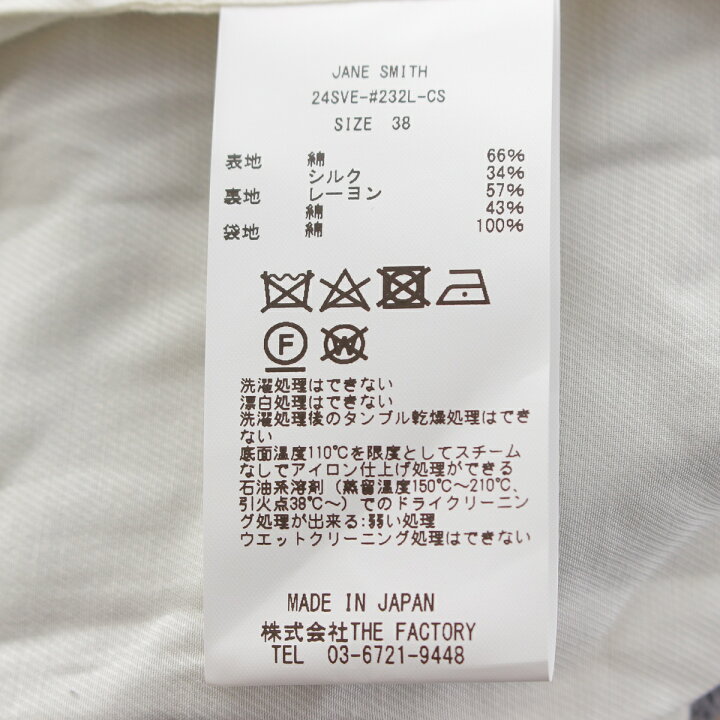 JANE SMITH
24SVE-#232L-CS
SIZE 38
表地 綿 66%
シルク 34%
裏地 レーヨン 57%
綿 43%
袋地 綿 100%
F W
洗濯処理はできない
漂白処理はできない
洗濯処理後のタンブル乾燥処理はでき
ない
底面温度110℃を限度としてスチーム
なしでアイロン仕上げ処理ができる
石油系溶剤（蒸留温度150℃～210℃、
引火点38℃～）でのドライクリーニン
グ処理が出来る:弱い処理
ウエットクリーニング処理はできない
MADE IN JAPAN
株式会社THE FACTORY
TEL 03-6721-9448